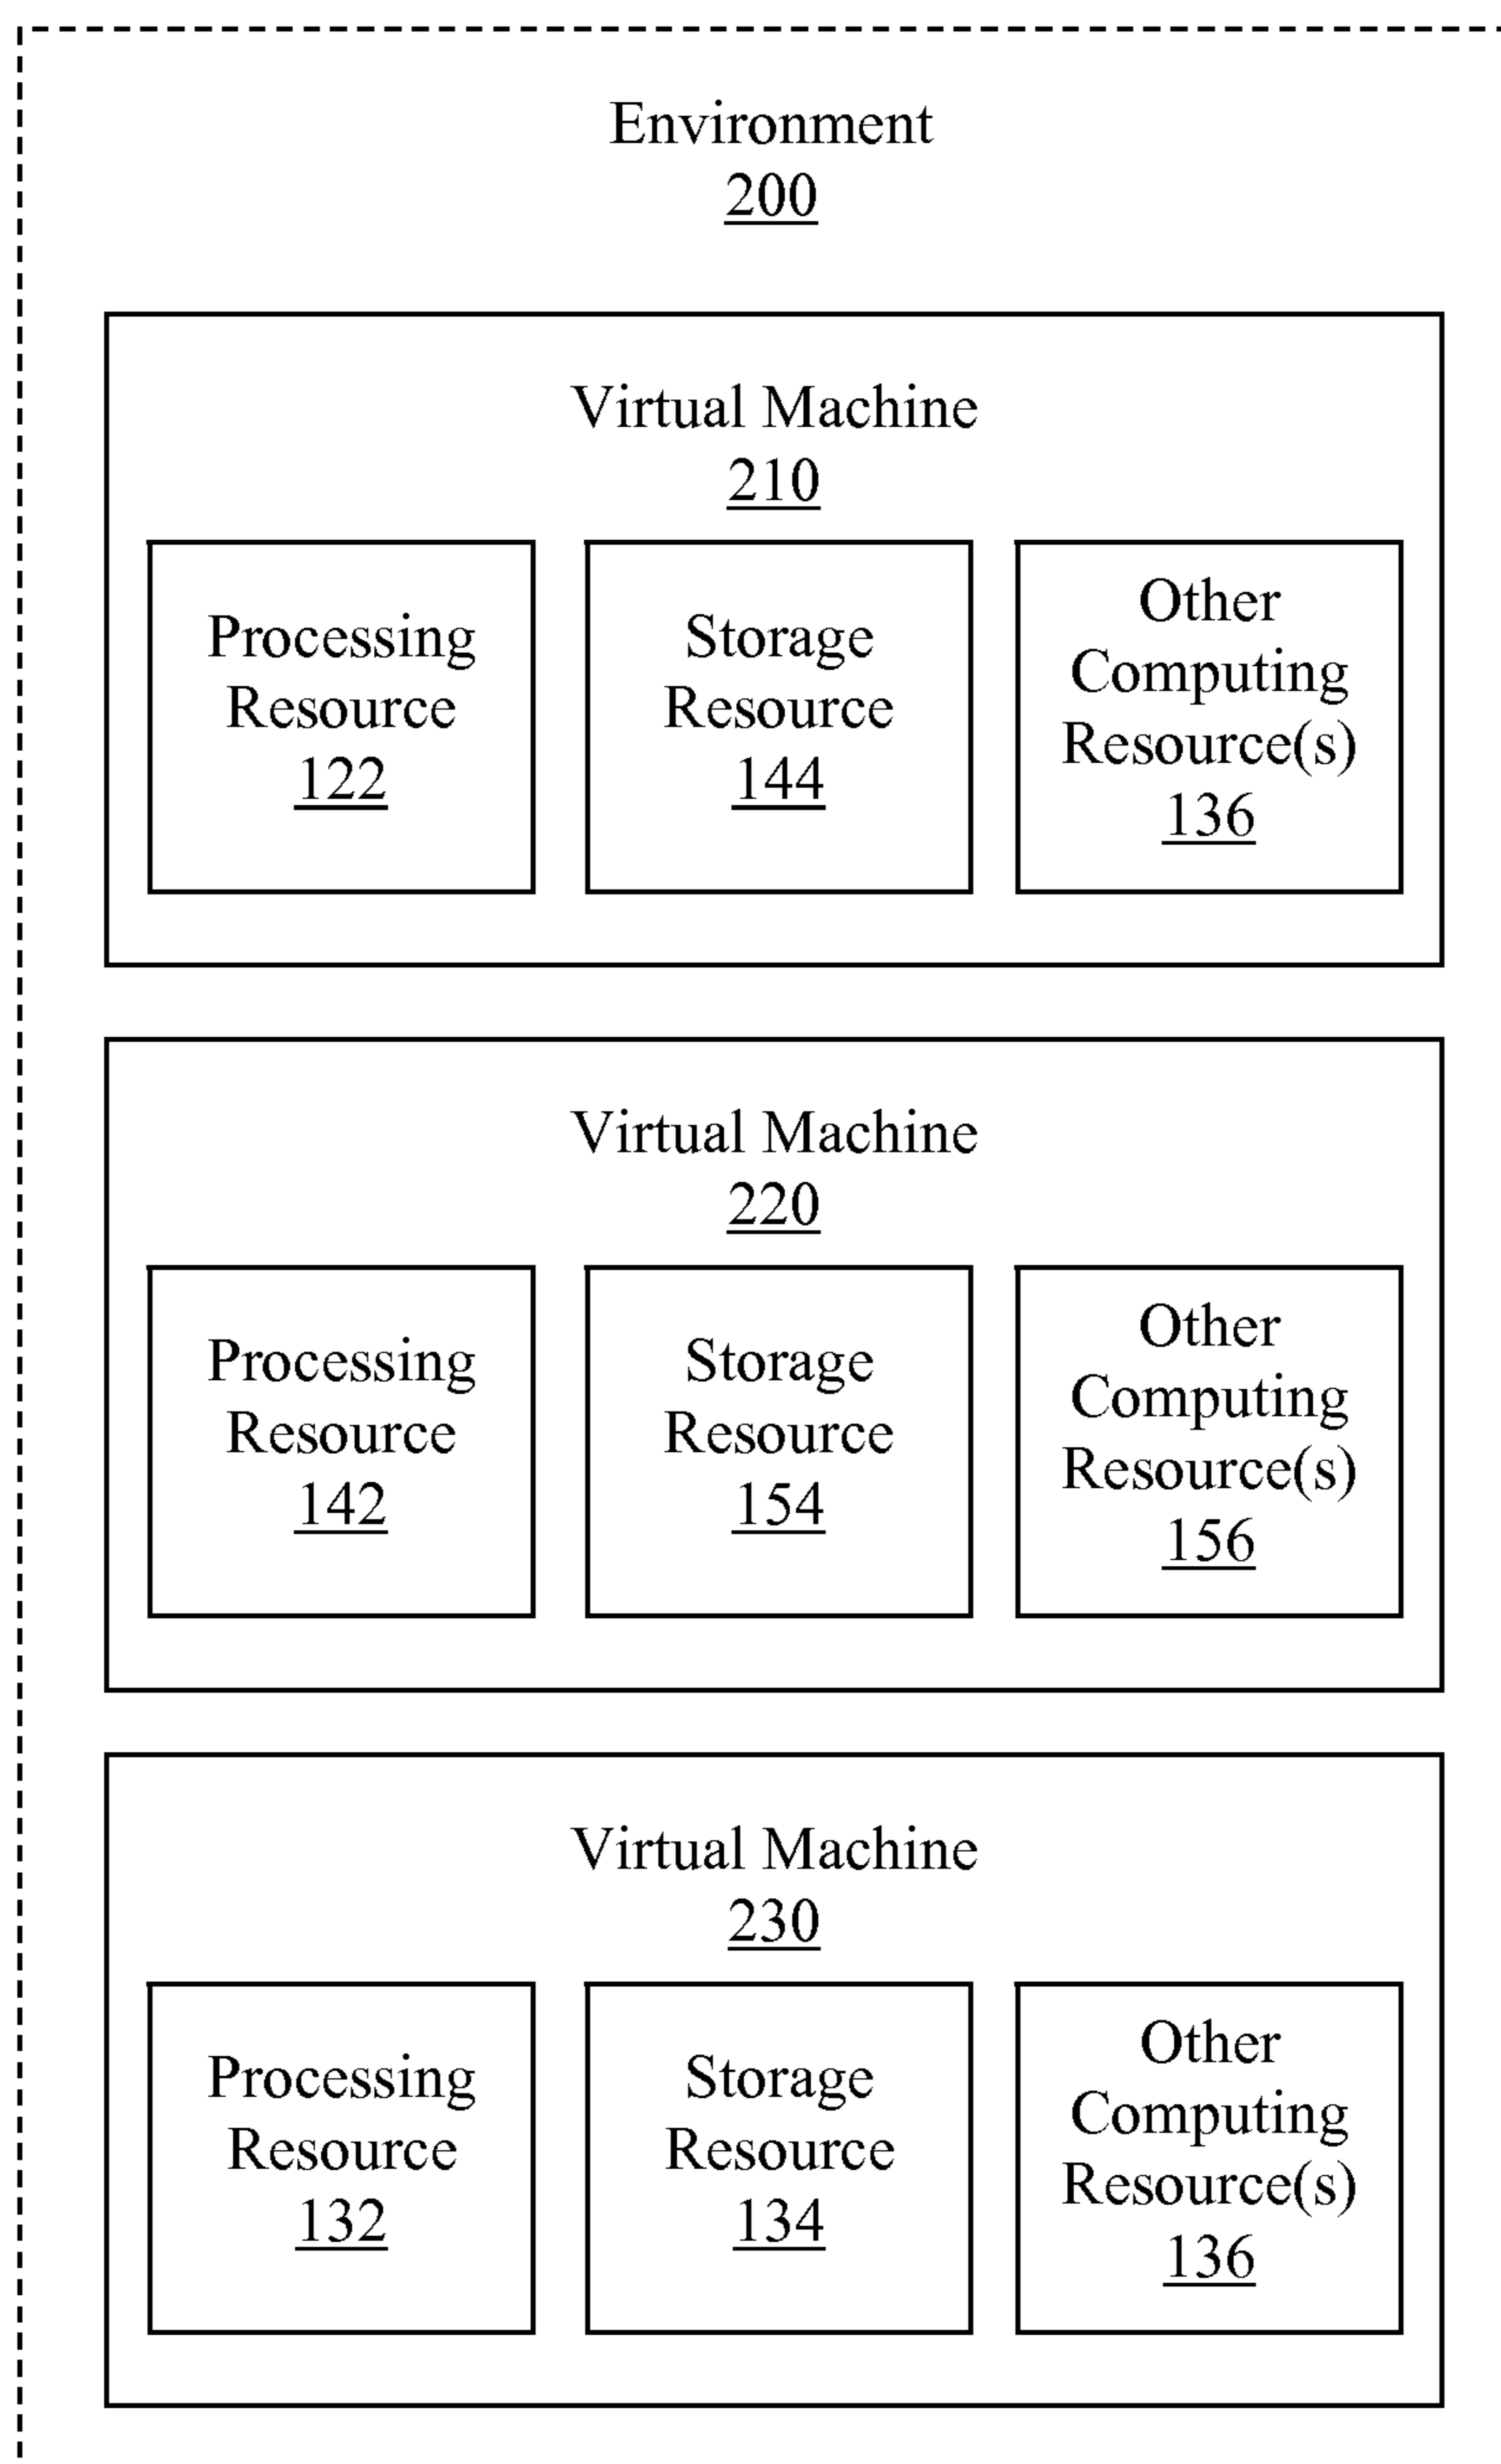 Environment
200
Virtual Machine
210
Processing
Resource
122
Storage
Resource
144
Other
Computing
Resource(s)
136
Virtual Machine
220
Processing
Resource
142
Storage
Resource
154
Other
Computing
Resource(s)
156
Virtual Machine
230
Processing
Resource
132
Storage
Resource
134
Other
Computing
Resource(s)
136